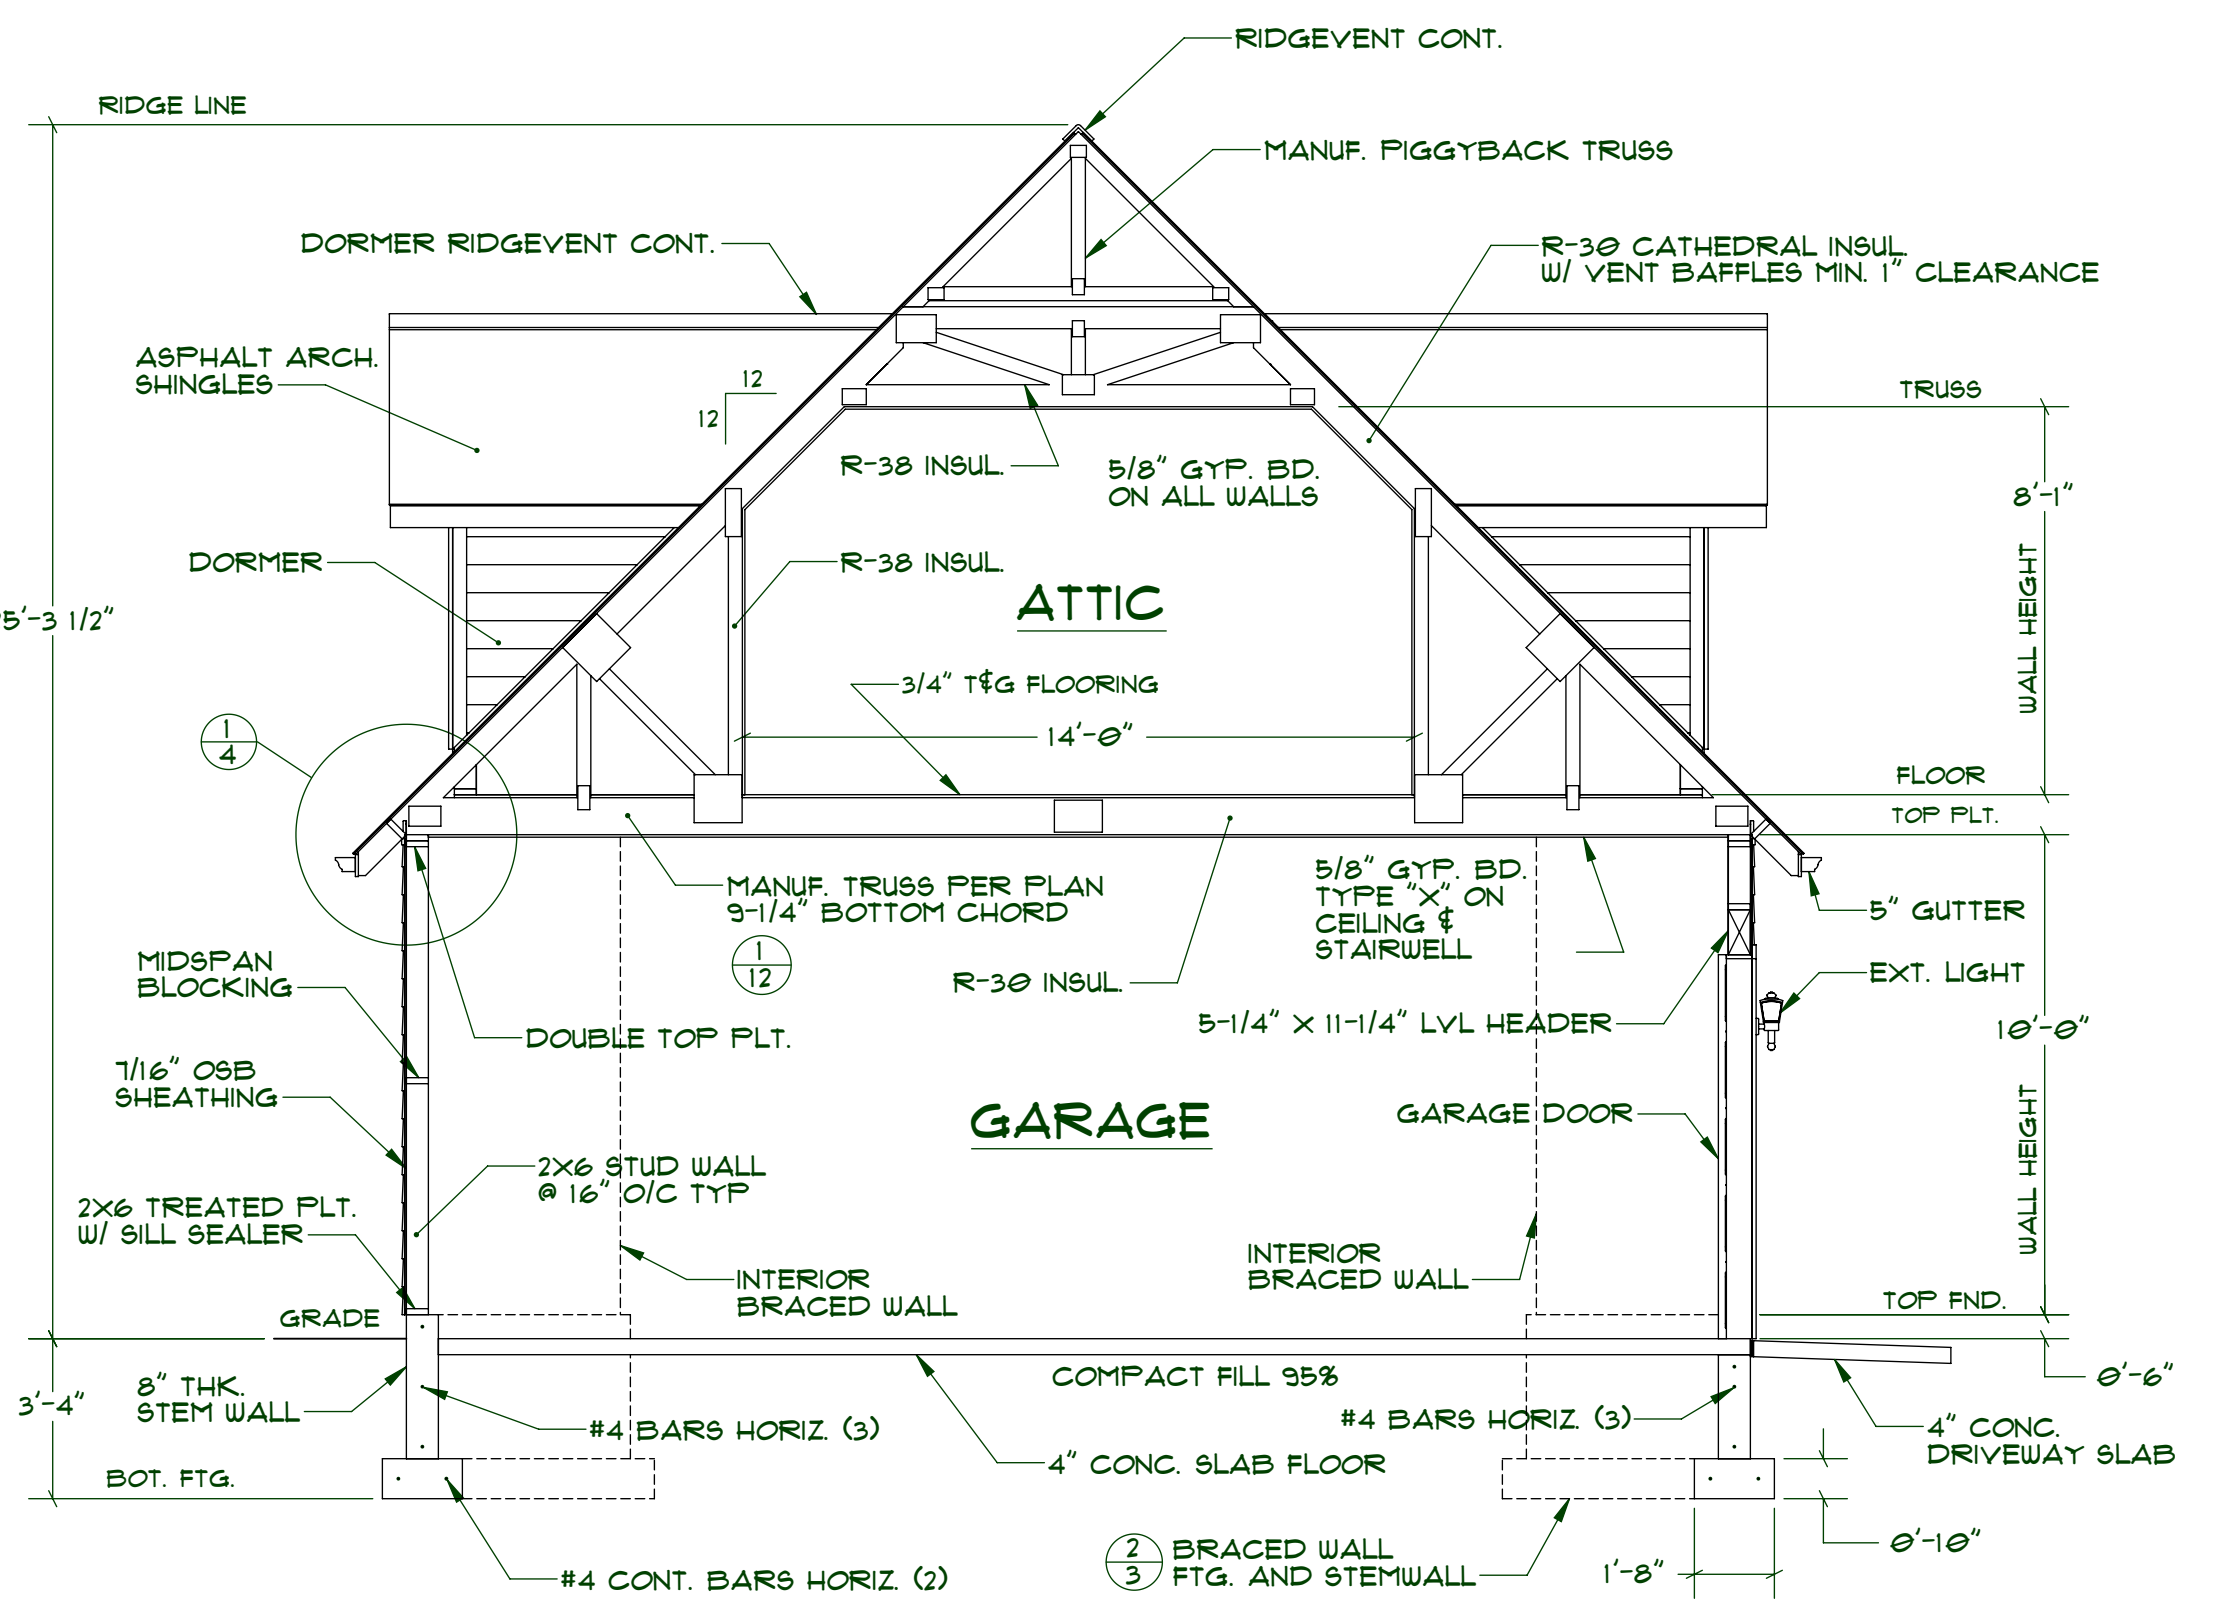 RIDGEVENT CONT.
RIDGE LINE
MANUF. PIGGYBACK TRUSS
DORMER RIDGEVENT CONT.
R-30 CATHEDRAL INSUL.
W/ VENT BAFFLES MIN. 1" CLEARANCE
ASPHALT ARCH.
SHINGLES
12
12
TRUSS
R-38 INSUL.
5/8" GYP. BD.
ON ALL WALLS
8'-1"
DORMER
R-38 INSUL.
ATTIC
WALL HEIGHT
5'-3 1/2"
3/4" T&G FLOORING
14'-0"
1
4
FLOOR
TOP PLT.
MANUF. TRUSS PER PLAN
9-1/4" BOTTOM CHORD
5/8" GYP. BD.
TYPE "X" ON
CEILING &
STAIRWELL
5" GUTTER
1
12
MIDSPAN
BLOCKING
R-30 INSUL.
EXT. LIGHT
DOUBLE TOP PLT.
5-1/4" X 11-1/4" LVL HEADER
10'-0"
7/16" OSB
SHEATHING
GARAGE
GARAGE DOOR
WALL HEIGHT
2X6 STUD WALL
@ 16" O/C TYP
2X6 TREATED PLT.
W/ SILL SEALER
INTERIOR
BRACED WALL
INTERIOR
BRACED WALL
GRADE
TOP FND.
8" THK.
STEM WALL
3'-4"
COMPACT FILL 95%
0'-6"
#4 BARS HORIZ. (3)
#4 BARS HORIZ. (3)
4" CONC.
DRIVEWAY SLAB
4" CONC. SLAB FLOOR
BOT. FTG.
2
3
BRACED WALL
FTG. AND STEMWALL
0'-10"
1'-8"
#4 CONT. BARS HORIZ. (2)